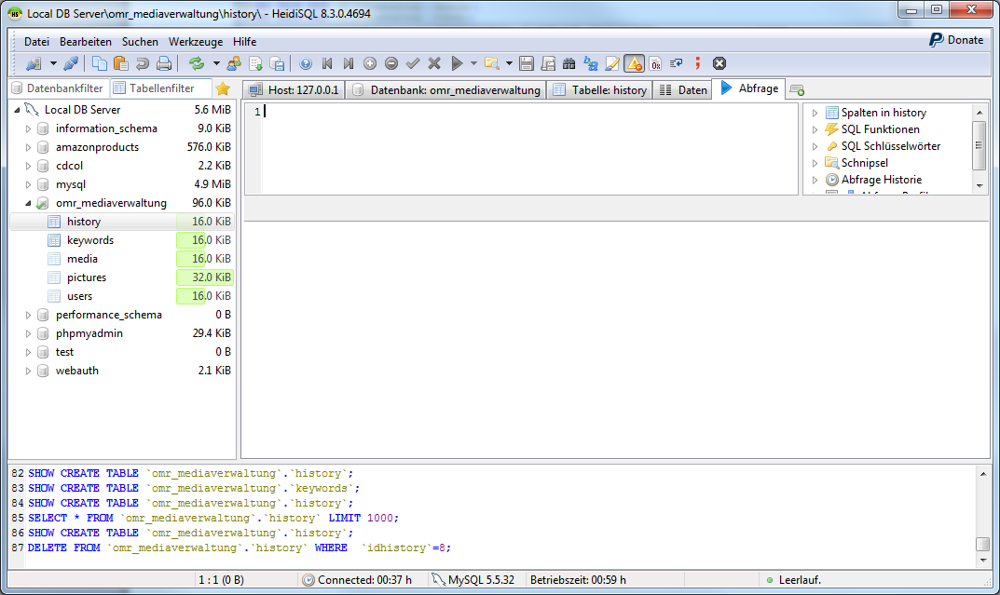 Local DB Server\omr_mediaverwaltung\history\ - HeidiSQL 8.3.0.4694
Datei Bearbeiten Suchen Werkzeuge Hilfe Donate
Datenbankfilter Tabellenfilter
Host: 127.0.0.1 Datenbank: omr_mediaverwaltung Tabelle: history Daten Abfrage
Local DB Server 5.6 MiB
information_schema 9.0 KiB
amazonproducts 576.0 KiB
cdcol 2.2 KiB
mysql 4.9 MiB
omr_mediaverwaltung 96.0 KiB
history 16.0 KiB
keywords 16.0 KiB
media 16.0 KiB
pictures 32.0 KiB
users 16.0 KiB
performance_schema 0 B
phpmyadmin 29.4 KiB
test 0 B
webauth 2.1 KiB
1
Spalten in history
SQL Funktionen
SQL Schlüsselwörter
Schnipsel
Abfrage Historie
82 SHOW CREATE TABLE `omr_mediaverwaltung`.`history`;
83 SHOW CREATE TABLE `omr_mediaverwaltung`.`keywords`;
84 SHOW CREATE TABLE `omr_mediaverwaltung`.`history`;
85 SELECT * FROM `omr_mediaverwaltung`.`history` LIMIT 1000;
86 SHOW CREATE TABLE `omr_mediaverwaltung`.`history`;
87 DELETE FROM `omr_mediaverwaltung`.`history` WHERE  `idhistory`=8;
1 : 1 (0 B) Connected: 00:37 h MySQL 5.5.32 Betriebszeit: 00:59 h Leerlauf.